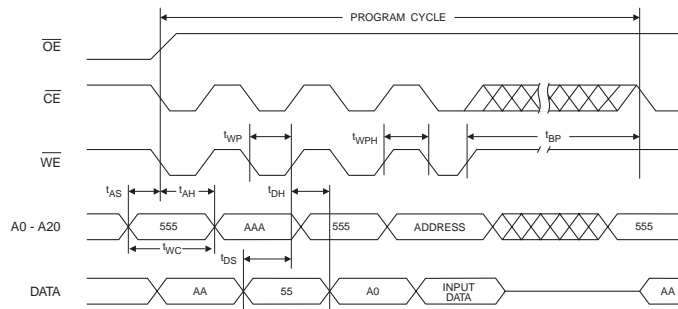 PROGRAM CYCLE
OE
CE
tWP
tWPH
tBP
WE
tAS
tAH
tDH
A0 - A20
555
AAA
555
ADDRESS
555
tWC
tDS
DATA
AA
55
A0
INPUT
DATA
AA